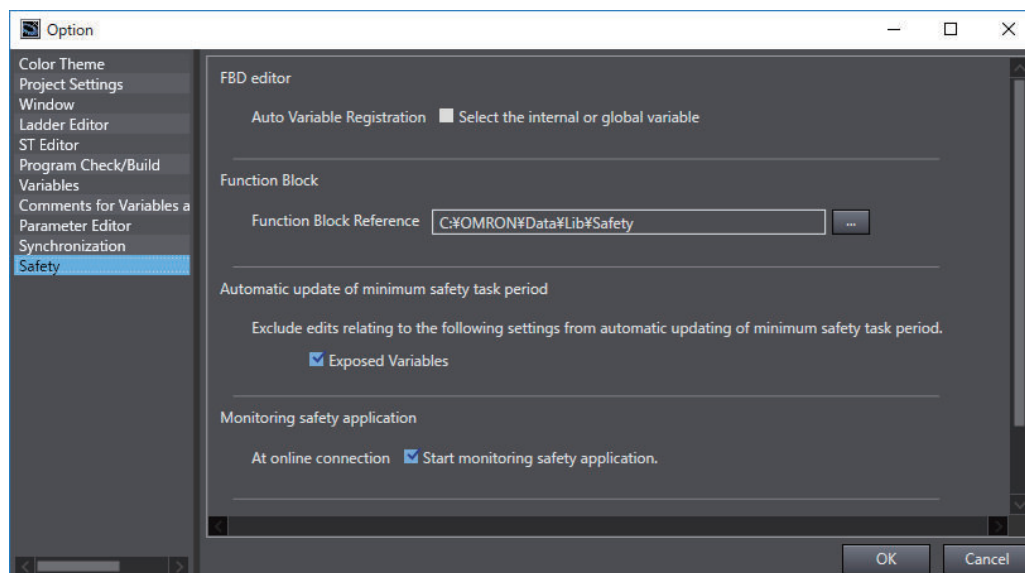 Option
Color Theme
Project Settings
Window
Ladder Editor
ST Editor
Program Check/Build
Variables
Comments for Variables a
Parameter Editor
Synchronization
Safety
FBD editor
Auto Variable Registration Select the internal or global variable
Function Block
Function Block Reference C:¥OMRON¥Data¥Lib¥Safety ...
Automatic update of minimum safety task period
Exclude edits relating to the following settings from automatic updating of minimum safety task period.
Exposed Variables
Monitoring safety application
At online connection Start monitoring safety application.
OK Cancel